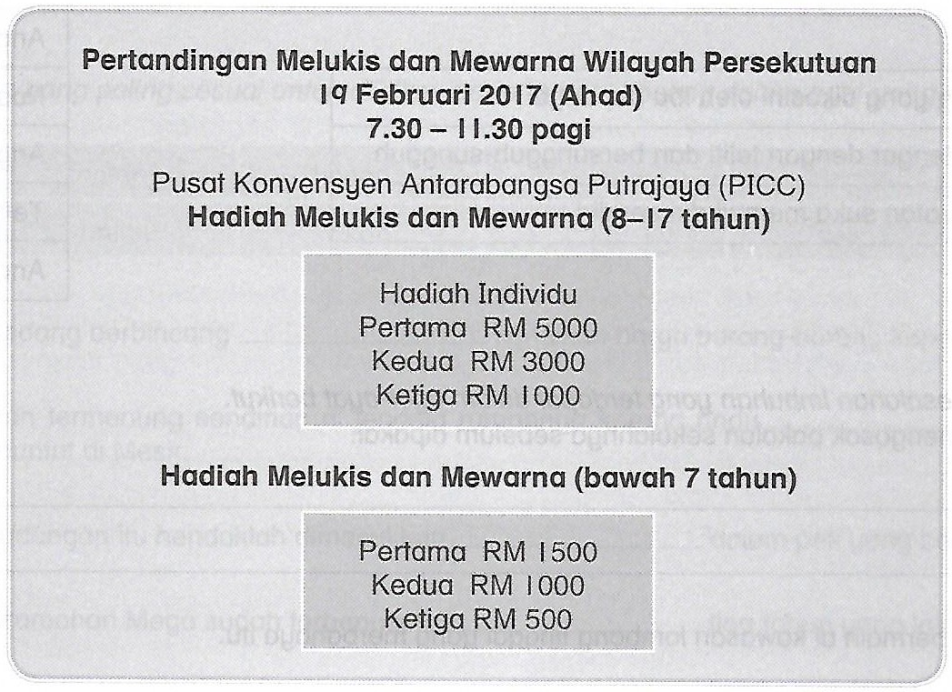 Pertandingan Melukis dan Mewarna Wilayah Persekutuan
19 Februari 2017 (Ahad)
7.30 – 11.30 pagi
Pusat Konvensyen Antarabangsa Putrajaya (PICC)
Hadiah Melukis dan Mewarna (8–17 tahun)
Hadiah Individu
Pertama RM 5000
Kedua RM 3000
Ketiga RM 1000
Hadiah Melukis dan Mewarna (bawah 7 tahun)
Pertama RM 1500
Kedua RM 1000
Ketiga RM 500